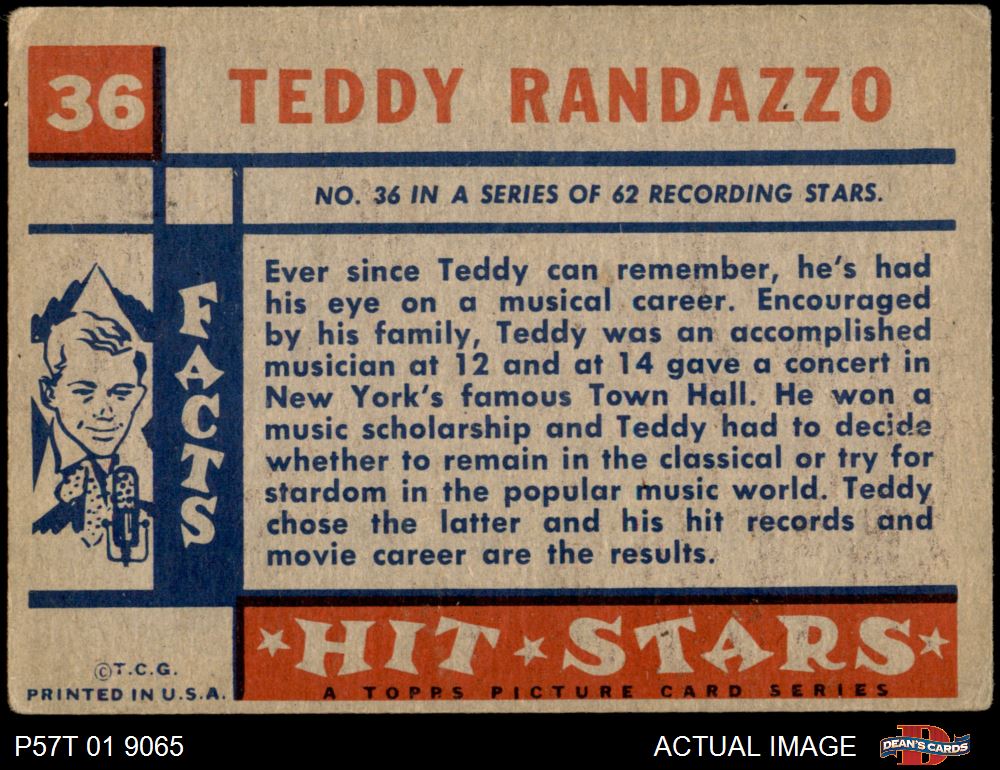 36
TEDDY RANDAZZO
NO. 36 IN A SERIES OF 62 RECORDING STARS.
FACTS
Ever since Teddy can remember, he's had
his eye on a musical career. Encouraged
by his family, Teddy was an accomplished
musician at 12 and at 14 gave a concert in
New York's famous Town Hall. He won a
music scholarship and Teddy had to decide
whether to remain in the classical or try for
stardom in the popular music world. Teddy
chose the latter and his hit records and
movie career are the results.
©T.C.G.
PRINTED IN U.S.A.
HIT STARS
A TOPPS PICTURE CARD SERIES
P57T 01 9065
ACTUAL IMAGE
D
DEAN'S CARDS